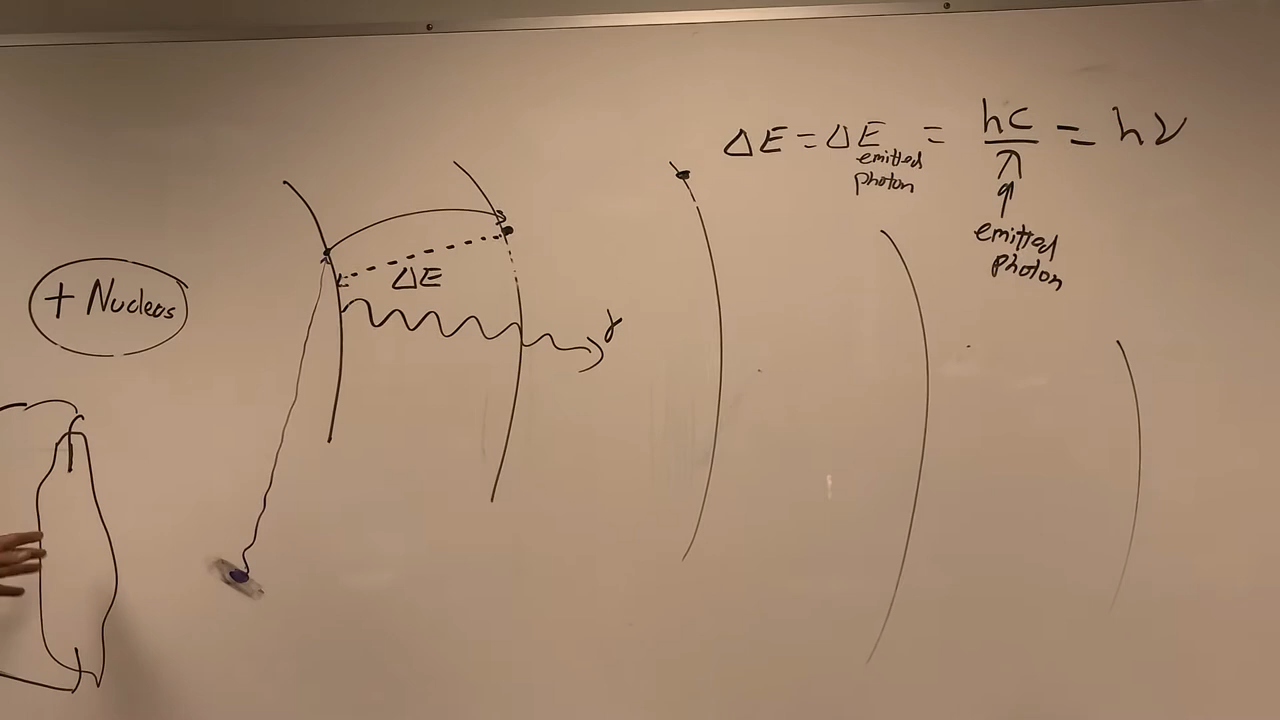 ΔE = ΔE emitted photon = hc/λ = hν
emitted
photon
+ Nucleus
ΔE
γ